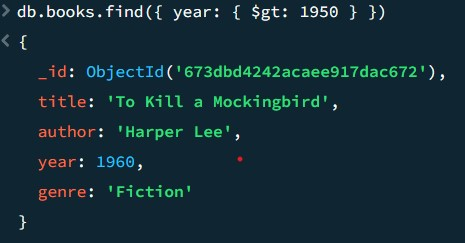 > db.books.find({ year: { $gt: 1950 } })
< {
_id: ObjectId('673dbd4242acaee917dac672'),
title: 'To Kill a Mockingbird',
author: 'Harper Lee',
year: 1960,
genre: 'Fiction'
}